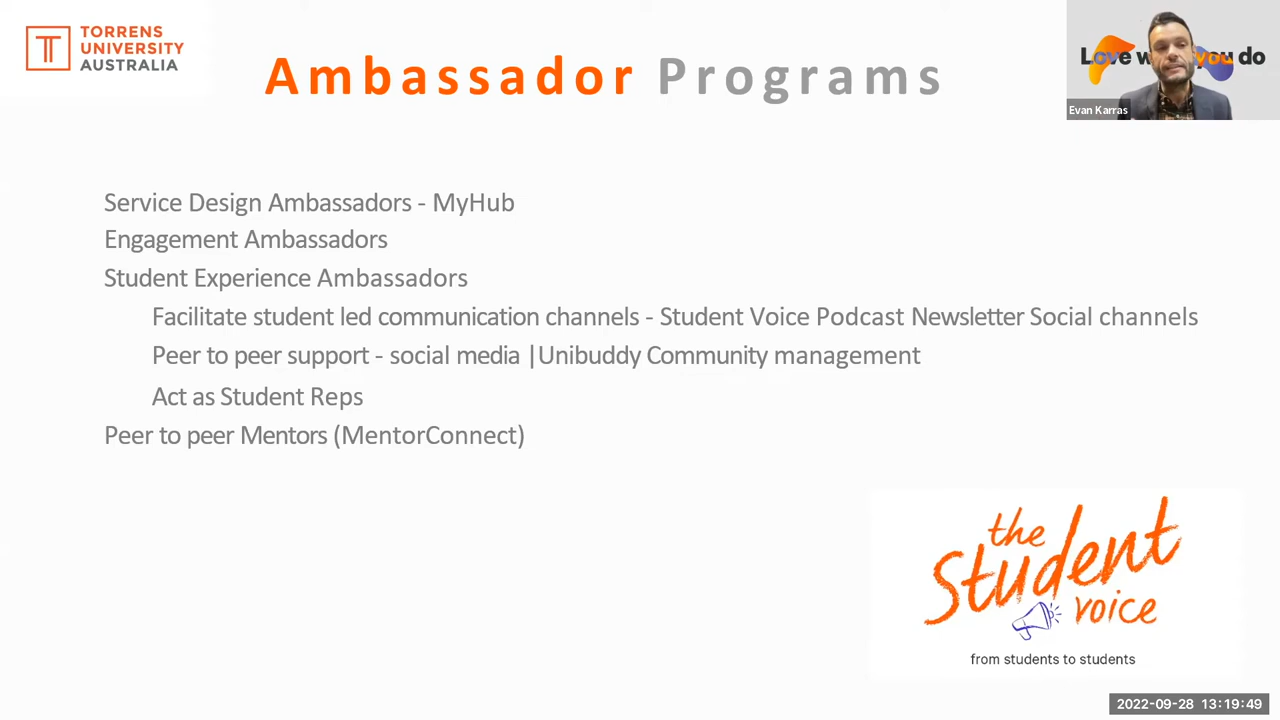 TORRENS
UNIVERSITY
AUSTRALIA
Ambassador Programs
Love w you do
Evan Karras
Service Design Ambassadors - MyHub
Engagement Ambassadors
Student Experience Ambassadors
Facilitate student led communication channels - Student Voice Podcast Newsletter Social channels
Peer to peer support - social media |Unibuddy Community management
Act as Student Reps
Peer to peer Mentors (MentorConnect)
the
Student
voice
from students to students
2022-09-28 13:19:49